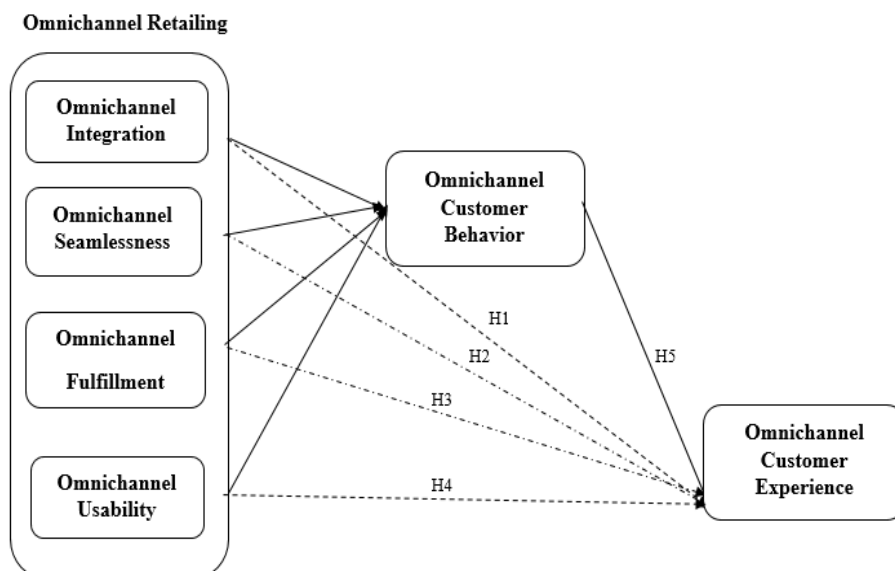 Omnichannel Retailing
Omnichannel
Integration
Omnichannel
Seamlessness
Omnichannel
Fulfillment
Omnichannel
Usability
Omnichannel
Customer
Behavior
H1
H2
H3
H4
H5
Omnichannel
Customer
Experience